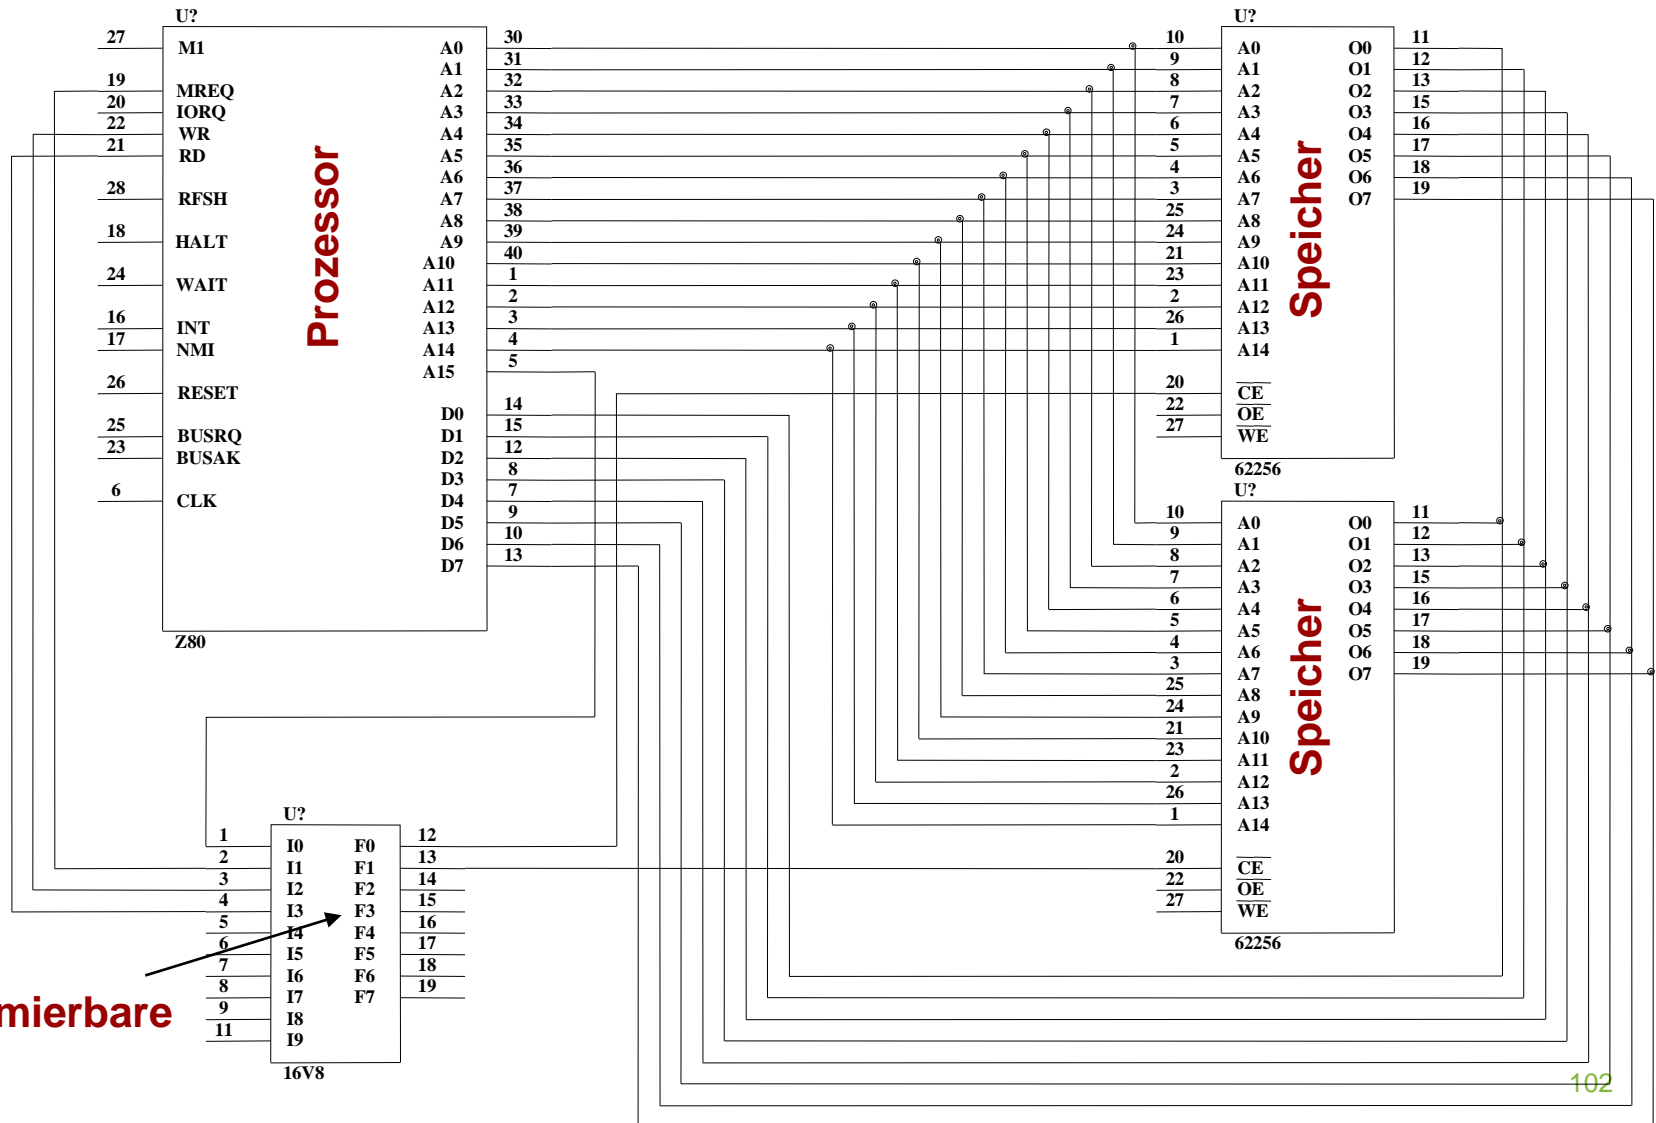 U?
27 M1 A0 30
A1 31
19 MREQ A2 32
20 IORQ A3 33
22 WR A4 34
21 RD A5 35
A6 36
28 RFSH A7 37
A8 38
18 HALT A9 39
A10 40
24 WAIT A11 1
A12 2
16 INT A13 3
17 NMI A14 4
A15 5
26 RESET
D0 14
25 BUSRQ D1 15
23 BUSAK D2 12
D3 8
6 CLK D4 7
D5 9
D6 10
D7 13
Prozessor
Z80
U?
10 A0 O0 11
9 A1 O1 12
8 A2 O2 13
7 A3 O3 15
6 A4 O4 16
5 A5 O5 17
4 A6 O6 18
3 A7 O7 19
25 A8
24 A9
21 A10
23 A11
2 A12
26 A13
1 A14
20 CE
22 OE
27 WE
Speicher
62256
U?
10 A0 O0 11
9 A1 O1 12
8 A2 O2 13
7 A3 O3 15
6 A4 O4 16
5 A5 O5 17
4 A6 O6 18
3 A7 O7 19
25 A8
24 A9
21 A10
23 A11
2 A12
26 A13
1 A14
20 CE
22 OE
27 WE
Speicher
62256
U?
1 I0 F0 12
2 I1 F1 13
3 I2 F2 14
4 I3 F3 15
5 I4 F4 16
6 I5 F5 17
7 I6 F6 18
8 I7 F7 19
9 I8
11 I9
16V8
mierbare
102